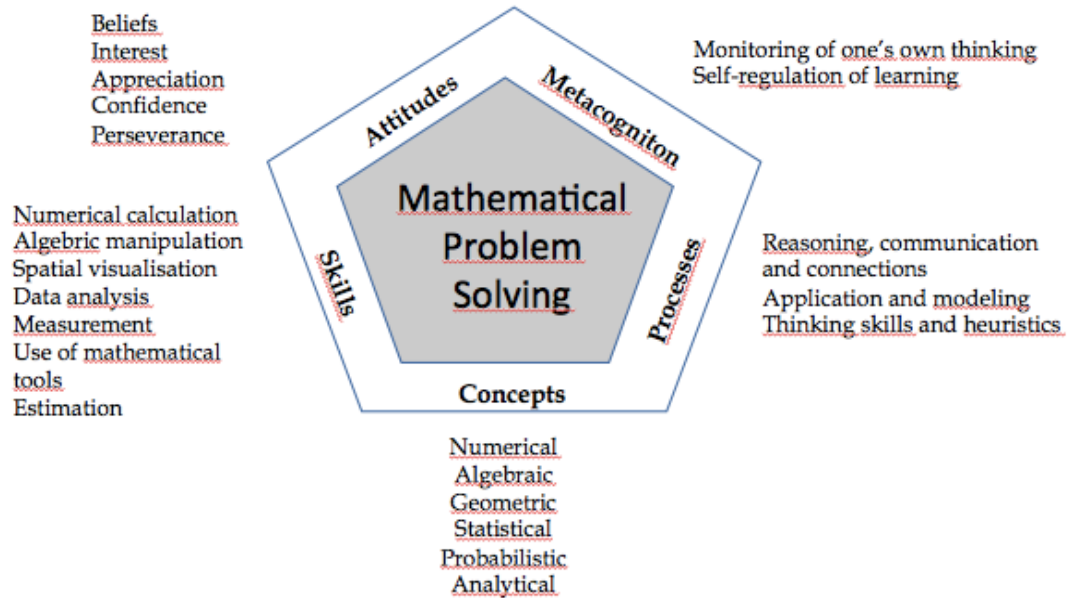 Beliefs
Interest
Appreciation
Confidence
Perseverance
Attitudes
Metacogniton
Monitoring of one's own thinking
Self-regulation of learning
Mathematical
Problem
Solving
Skills
Numerical calculation
Algebric manipulation
Spatial visualisation
Data analysis
Measurement
Use of mathematical
tools
Estimation
Processes
Reasoning, communication
and connections
Application and modeling
Thinking skills and heuristics
Concepts
Numerical
Algebraic
Geometric
Statistical
Probabilistic
Analytical